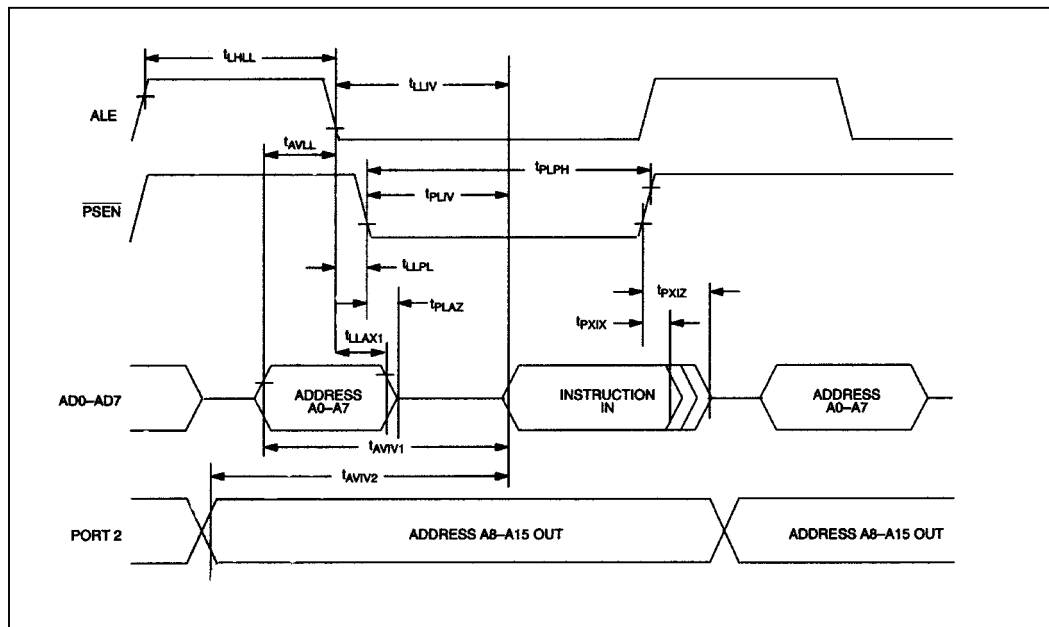 tLHLL
tLLIV
ALE
tAVLL
tPLPH
PSEN
tPLIV
tLLPL
tPXIZ
tPLAZ
tPXIX
tLLAX1
AD0–AD7
ADDRESS
A0–A7
INSTRUCTION
IN
ADDRESS
A0–A7
tAVIV1
tAVIV2
PORT 2
ADDRESS A8–A15 OUT
ADDRESS A8–A15 OUT